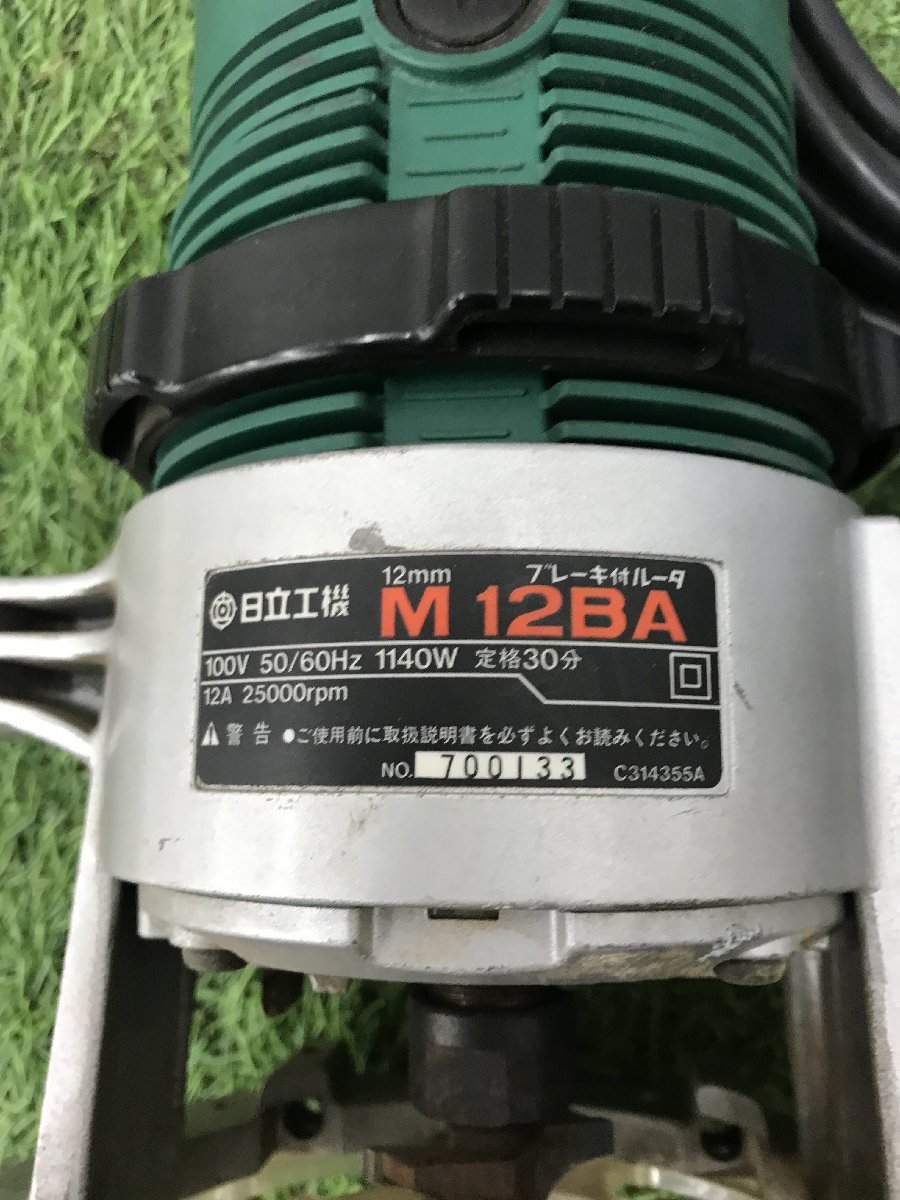 12mm ブレーキ付ルータ
日立工機 M 12BA
100V 50/60Hz 1140W 定格30分
12A 25000rpm
警告 ●ご使用前に取扱説明書を必ずよくお読みください。
NO. 700133 C314355A